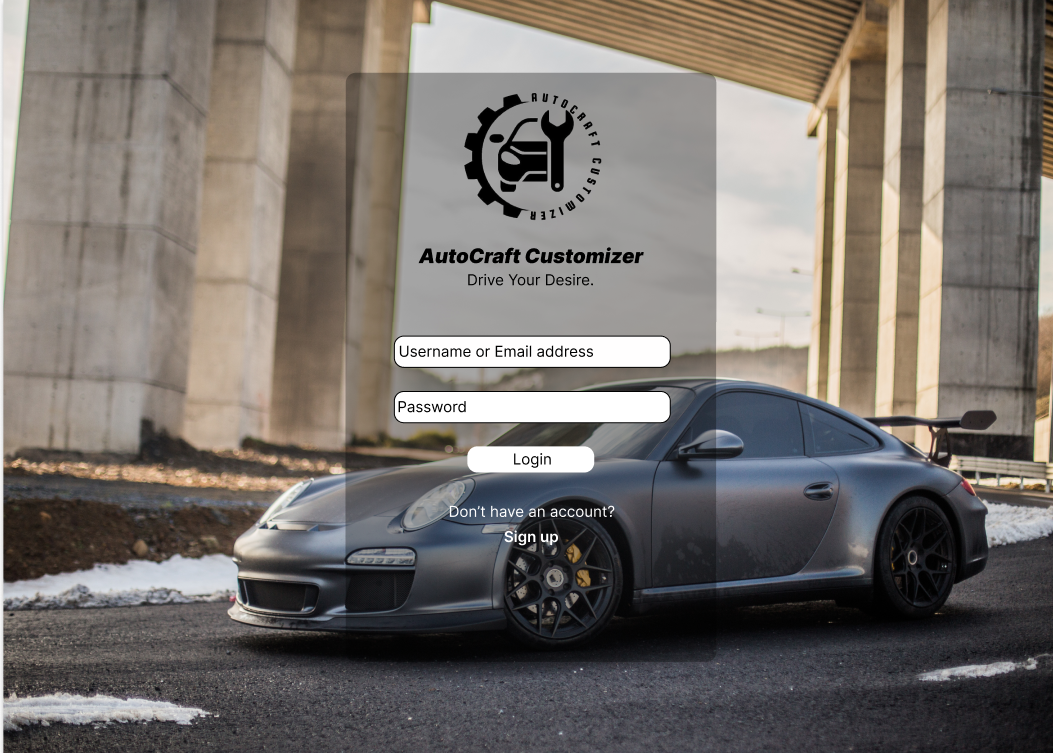 AUTOCRAFT CUSTOMIZER
AutoCraft Customizer
Drive Your Desire.
Username or Email address
Password
Login
Don’t have an account?
Sign up